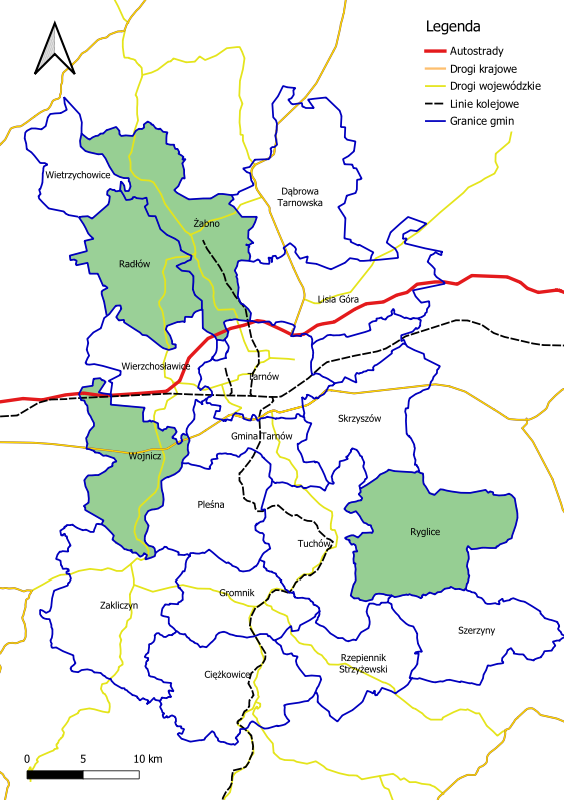 Legenda
Autostrady
Drogi krajowe
Drogi wojewódzkie
Linie kolejowe
Granice gmin
Wietrzychowice
Dąbrowa
Tarnowska
Żabno
Radłów
Lisia Góra
Wierzchosławice
Tarnów
Skrzyszów
Gmina Tarnów
Wojnicz
Pleśna
Ryglice
Tuchów
Gromnik
Zakliczyn
Szerzyny
Rzepiennik
Strzyżewski
Ciężkowice
0 5 10 km